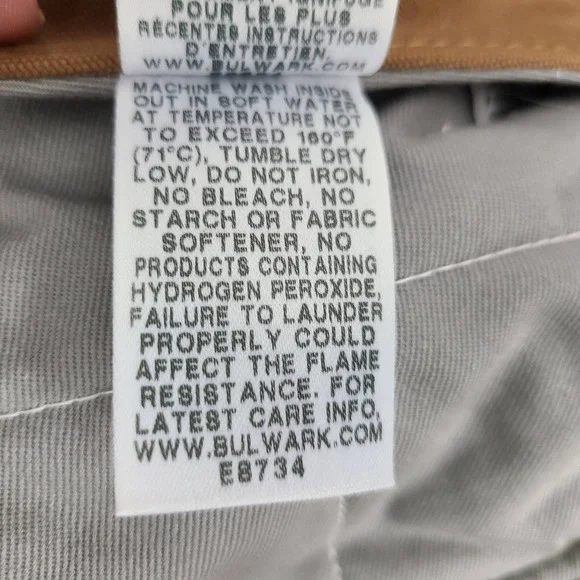 POUR LES PLUS
RÉCENTES INSTRUCTIONS
D'ENTRETIEN:
WWW.BULWARK.COM
MACHINE WASH INSIDE
OUT IN SOFT WATER
AT TEMPERATURE NOT
TO EXCEED 160°F
(71°C), TUMBLE DRY
LOW, DO NOT IRON,
NO BLEACH, NO
STARCH OR FABRIC
SOFTENER, NO
PRODUCTS CONTAINING
HYDROGEN PEROXIDE,
FAILURE TO LAUNDER
PROPERLY COULD
AFFECT THE FLAME
RESISTANCE. FOR
LATEST CARE INFO,
WWW.BULWARK.COM
E8734